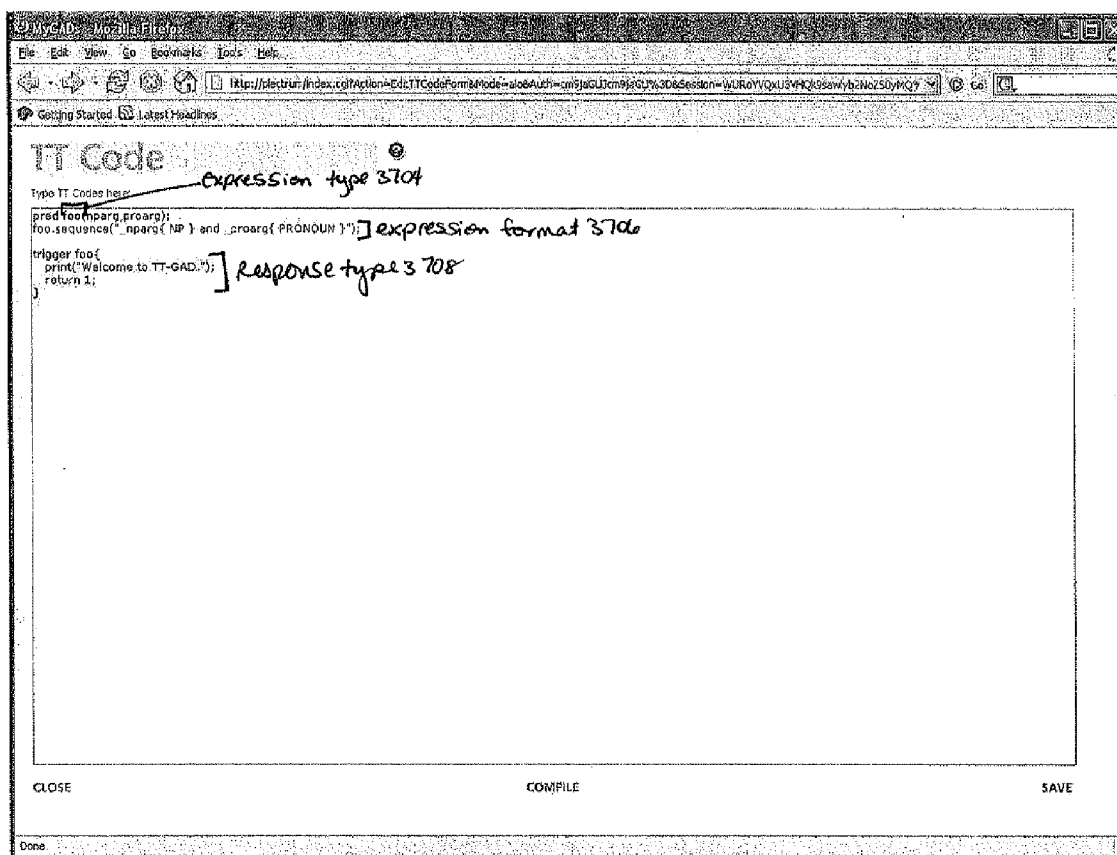 MyGADs - Mozilla Firefox
File Edit View Go Bookmarks Tools Help
Getting Started Latest Headlines
TT Code
Expression type 3704
Type TT Codes here:
pred foo(nparg,proarg);
foo.sequence("_nparg{ NP } and _proarg{ PRONOUN }"); expression format 3706
trigger foo{
print("Welcome to TT-GAD."); Response type 3708
return 1;
}
CLOSE COMPILE SAVE
Done